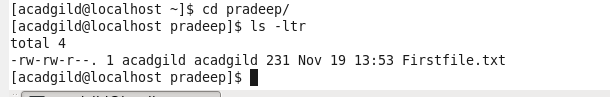 [acadgild@localhost ~]$ cd pradeep/
[acadgild@localhost pradeep]$ ls -ltr
total 4
-rw-rw-r--. 1 acadgild acadgild 231 Nov 19 13:53 Firstfile.txt
[acadgild@localhost pradeep]$